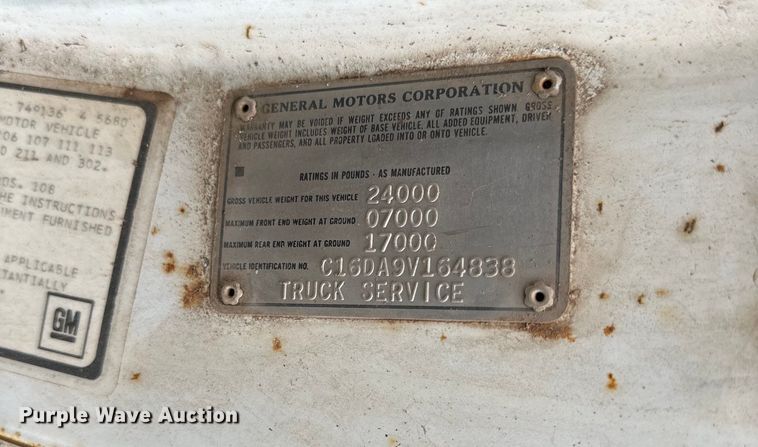 749136 4 5680
MOTOR VEHICLE
106 107 111 113
211 AND 302.
108
THE INSTRUCTIONS
FURNISHED
APPLICABLE
GM
GENERAL MOTORS CORPORATION
WARRANTY MAY BE VOIDED IF WEIGHT EXCEEDS ANY OF RATINGS SHOWN. GROSS
VEHICLE WEIGHT INCLUDES WEIGHT OF BASE VEHICLE, ALL ADDED EQUIPMENT, DRIVER
AND PASSENGERS, AND ALL PROPERTY LOADED INTO OR ONTO VEHICLE.
RATINGS IN POUNDS - AS MANUFACTURED
GROSS VEHICLE WEIGHT FOR THIS VEHICLE 24000
MAXIMUM FRONT END WEIGHT AT GROUND 07000
MAXIMUM REAR END WEIGHT AT GROUND 17000
VEHICLE IDENTIFICATION NO. C16DA9V164838
TRUCK SERVICE
Purple Wave Auction